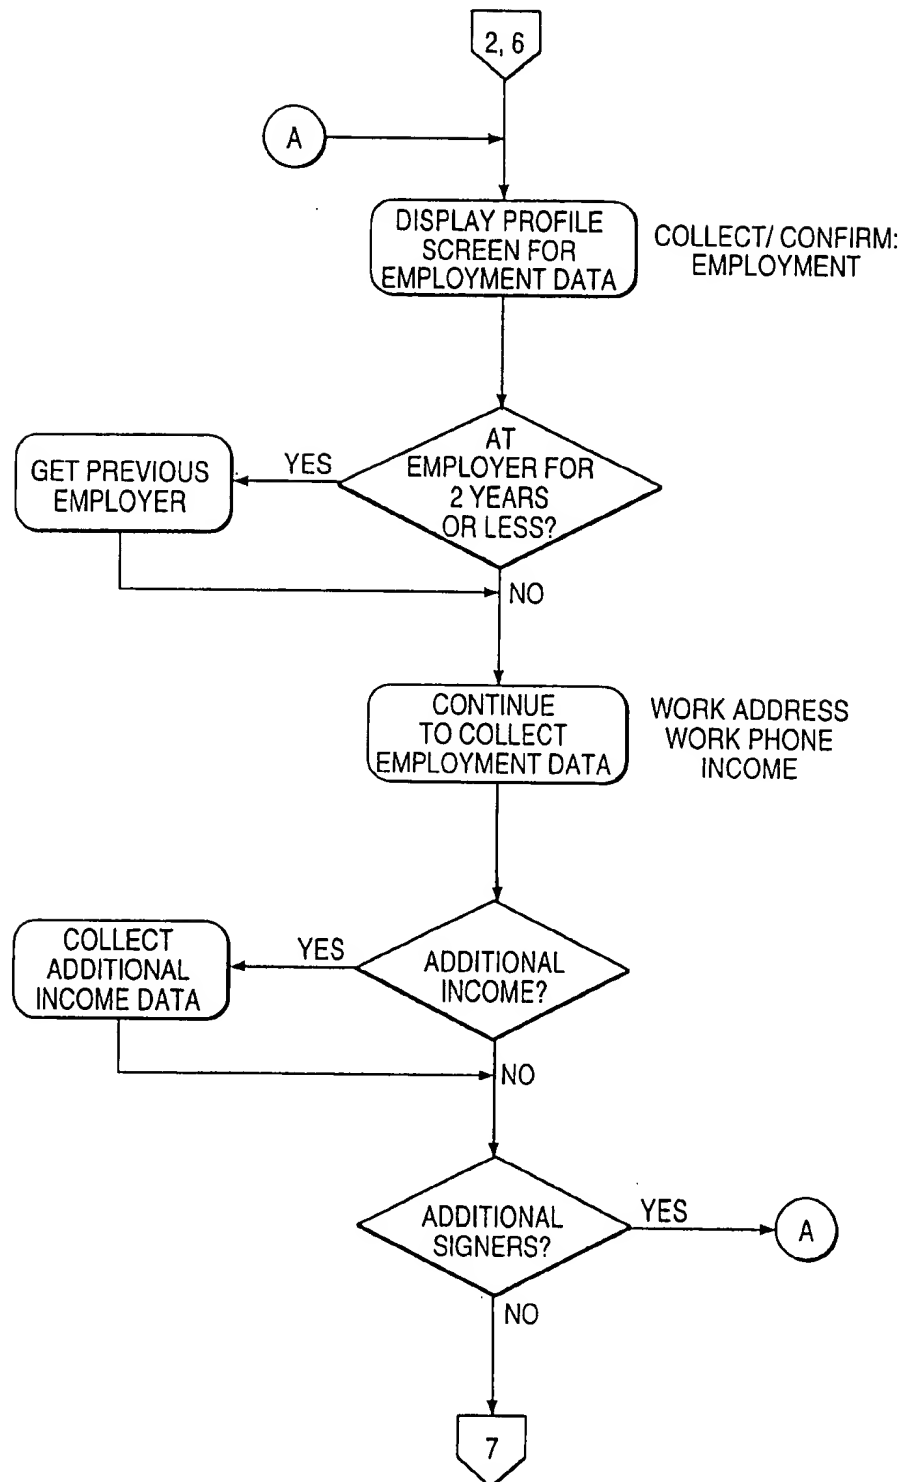 2, 6
A
DISPLAY PROFILE
SCREEN FOR
EMPLOYMENT DATA
COLLECT/ CONFIRM:
EMPLOYMENT
AT
EMPLOYER FOR
2 YEARS
OR LESS?
YES
GET PREVIOUS
EMPLOYER
NO
CONTINUE
TO COLLECT
EMPLOYMENT DATA
WORK ADDRESS
WORK PHONE
INCOME
ADDITIONAL
INCOME?
YES
COLLECT
ADDITIONAL
INCOME DATA
NO
ADDITIONAL
SIGNERS?
YES
A
NO
7